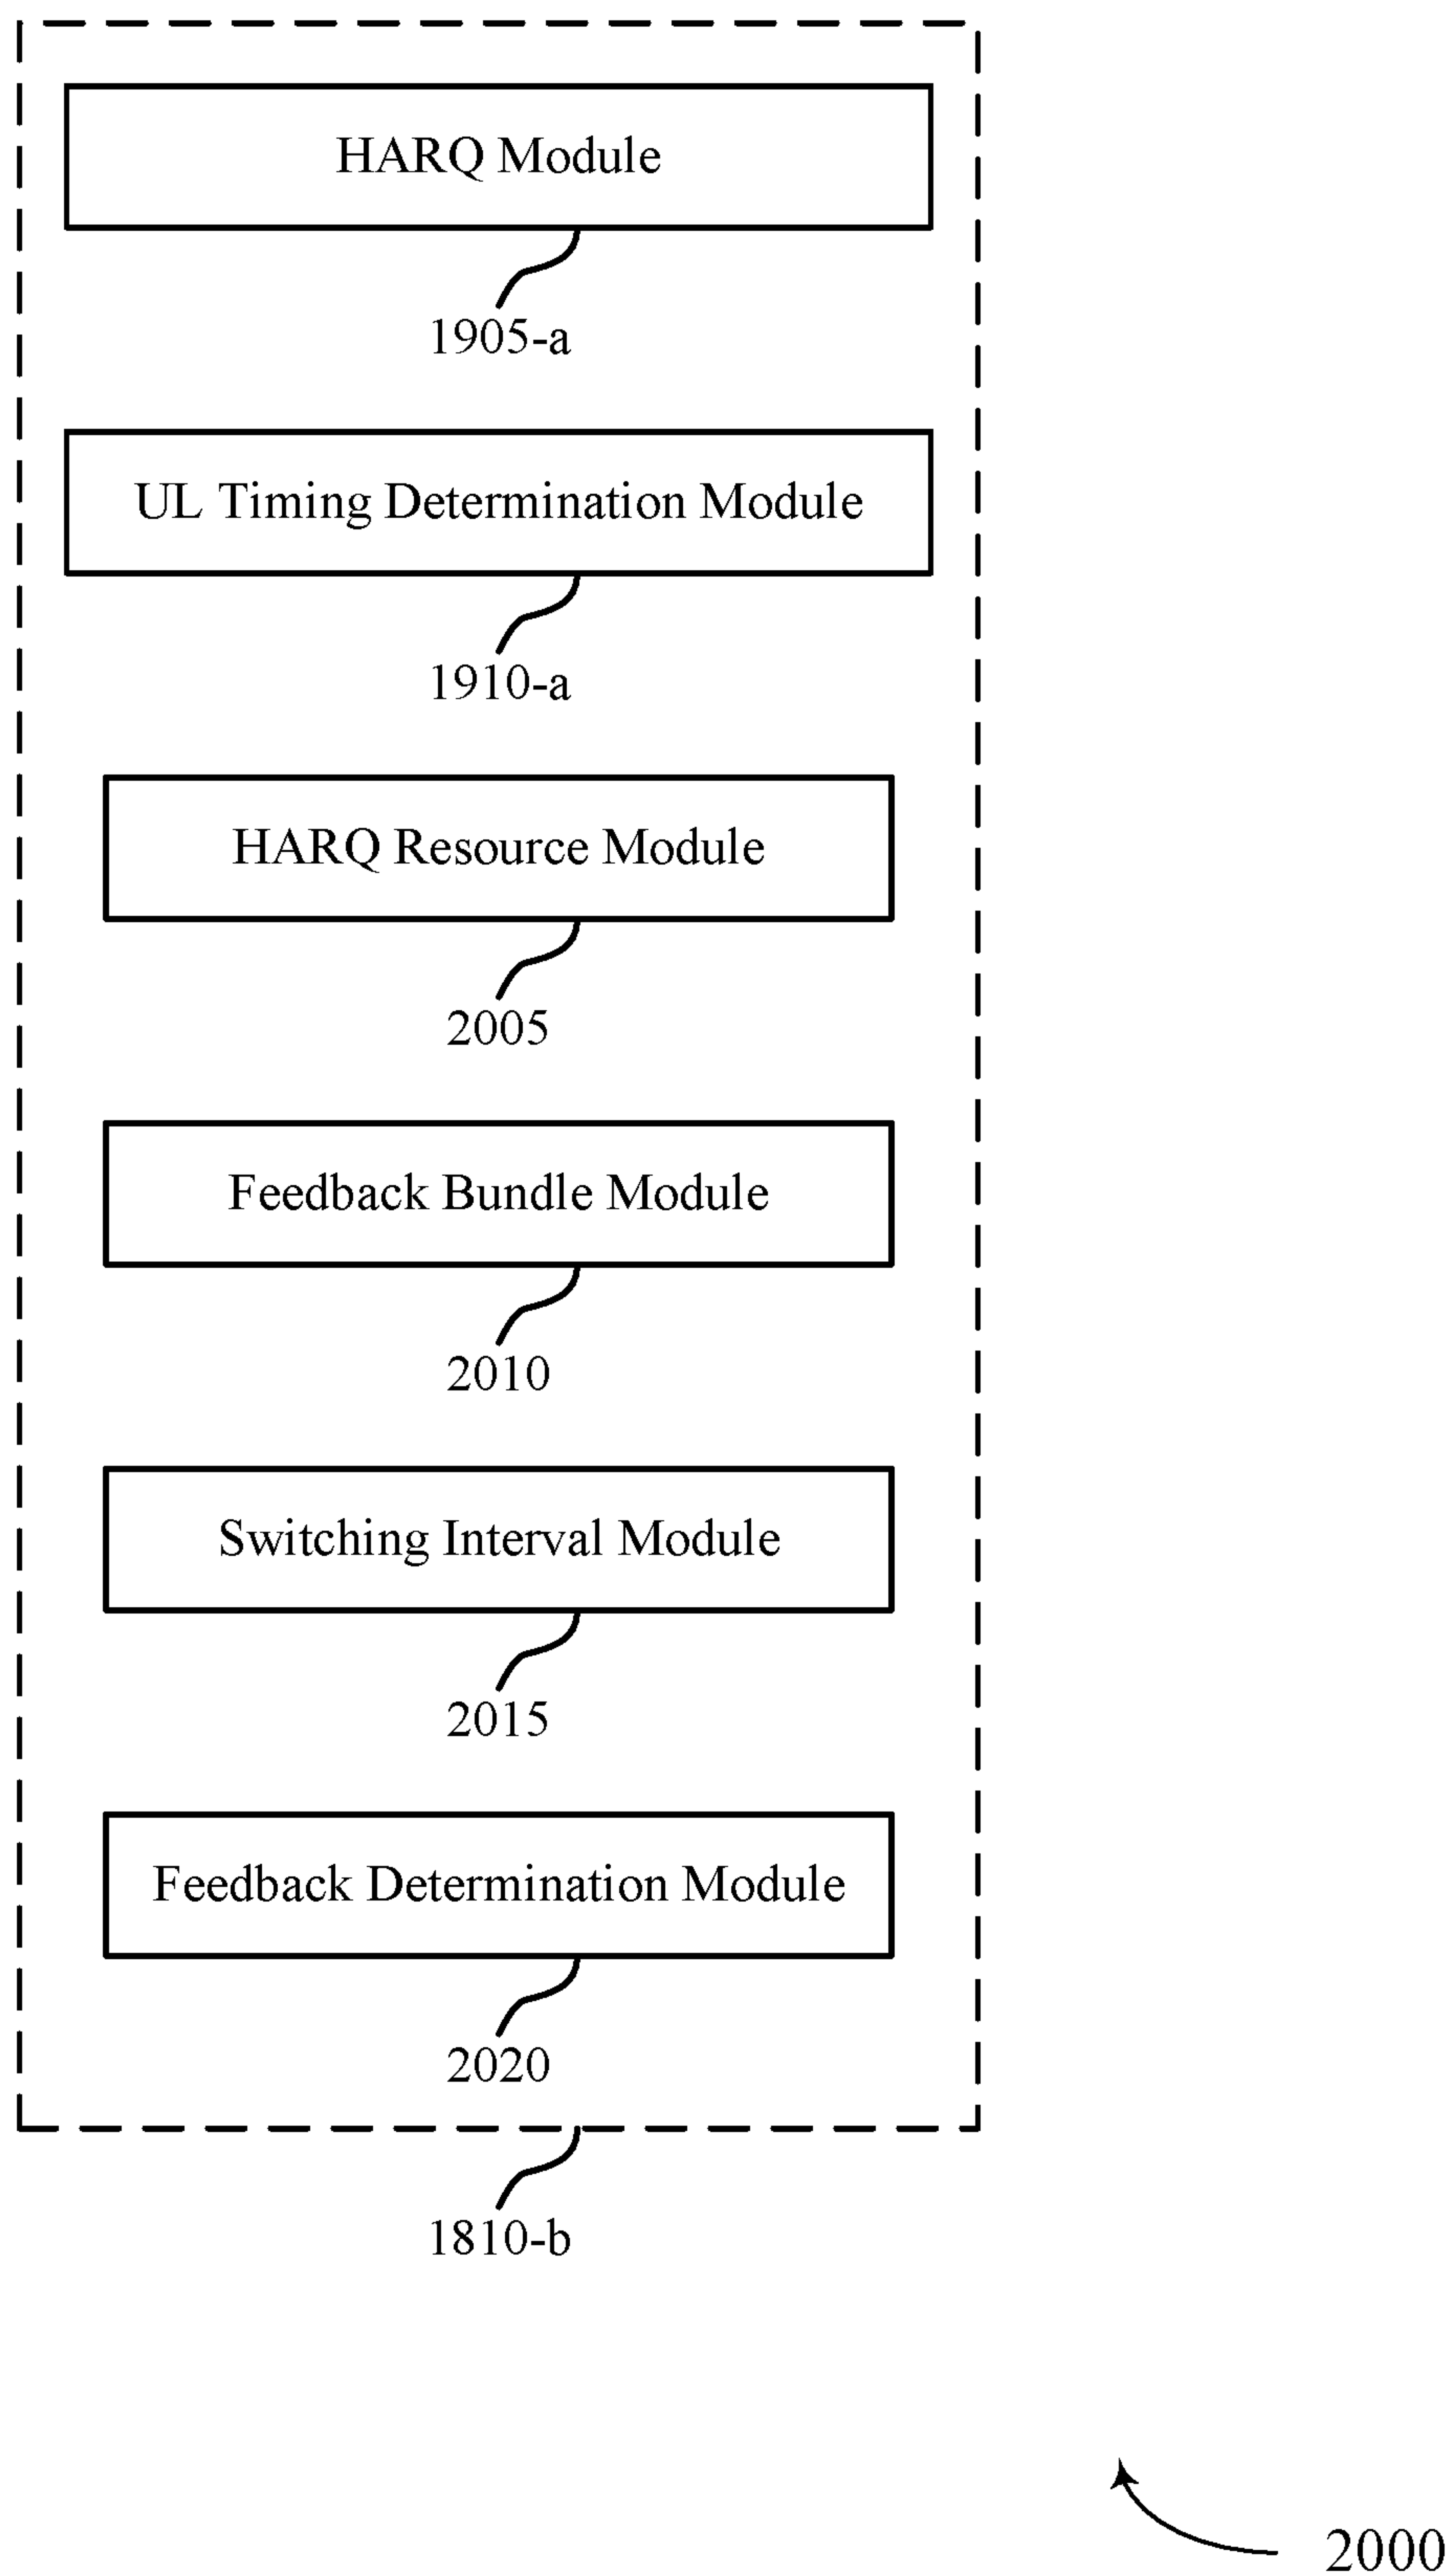 HARQ Module
1905-a
UL Timing Determination Module
1910-a
HARQ Resource Module
2005
Feedback Bundle Module
2010
Switching Interval Module
2015
Feedback Determination Module
2020
1810-b
2000